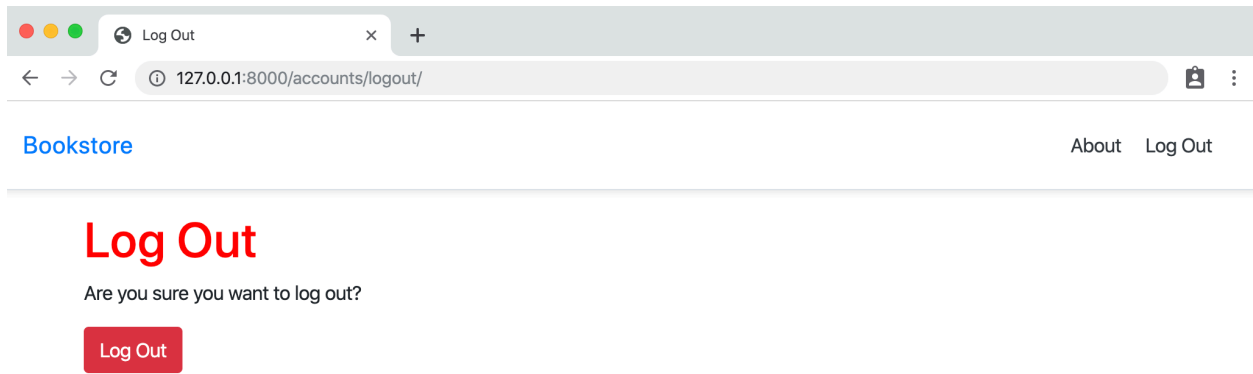 Log Out
127.0.0.1:8000/accounts/logout/
Bookstore About Log Out
Log Out
Are you sure you want to log out?
Log Out